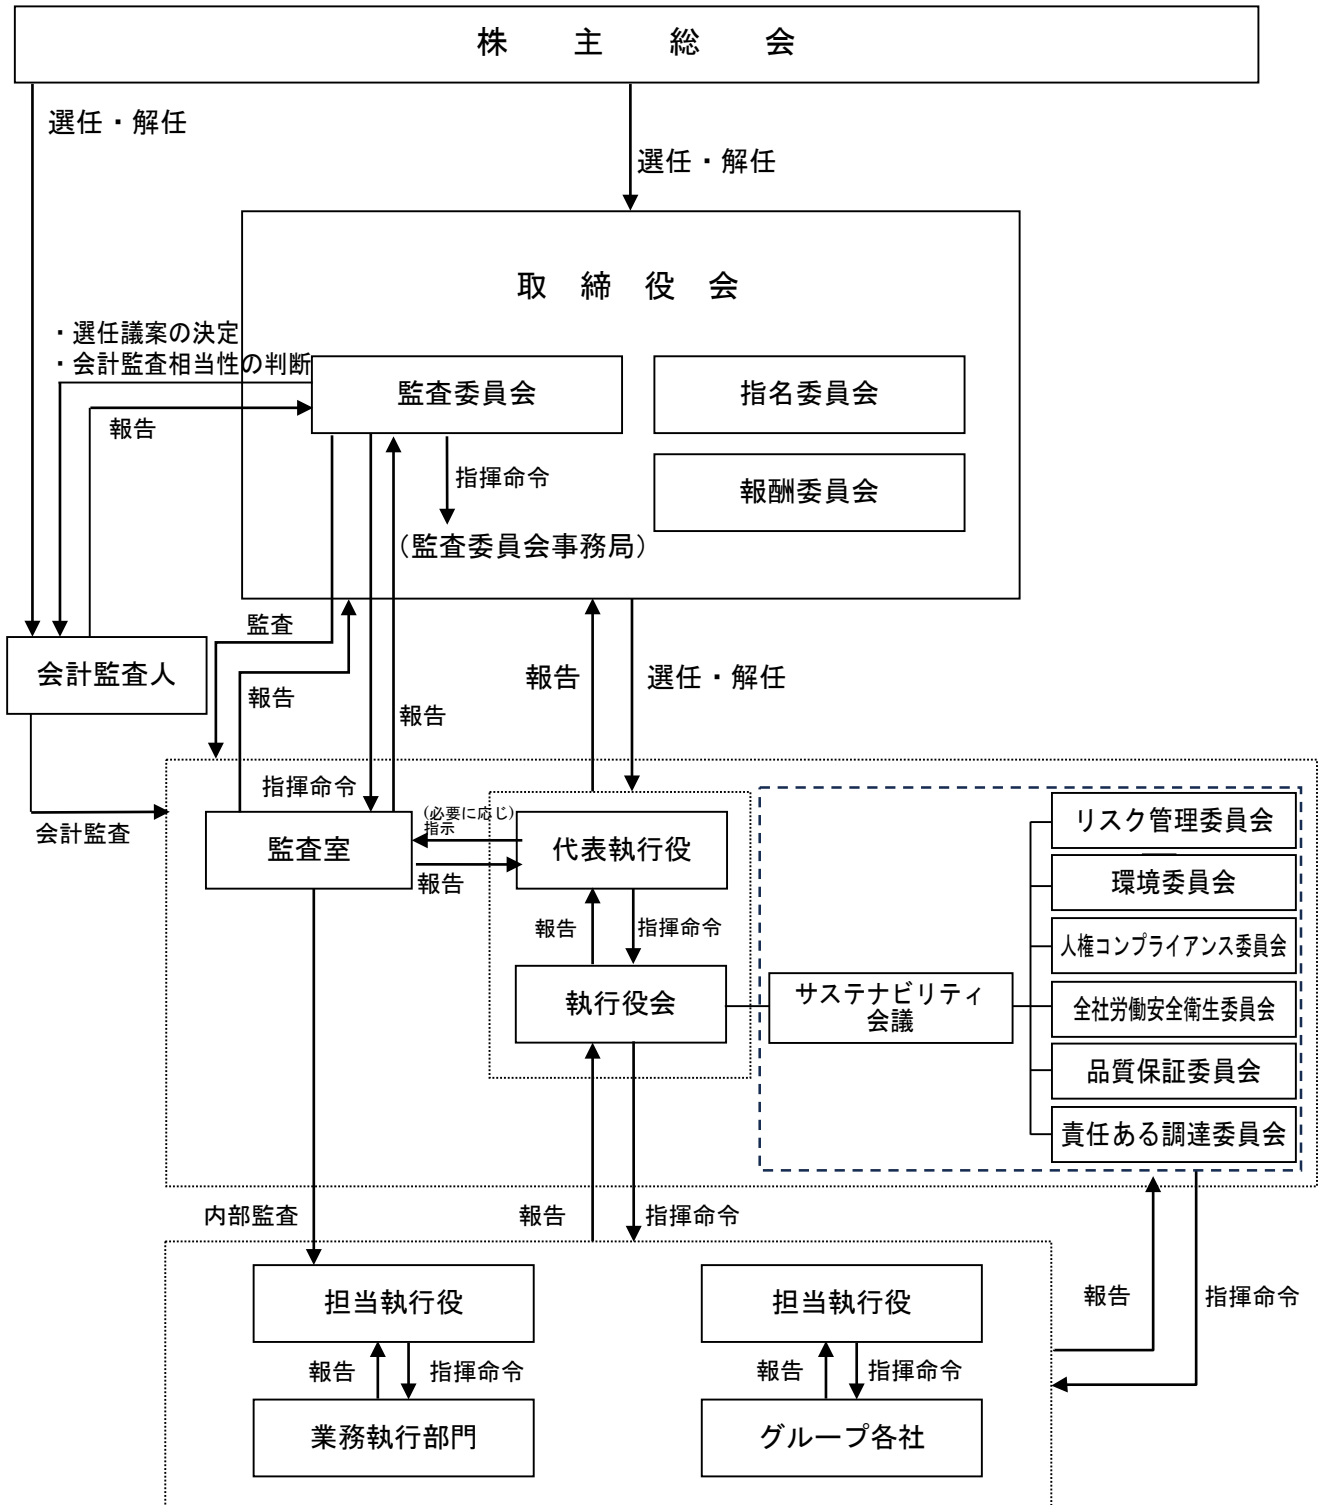 株主総会
選任・解任
選任・解任
取締役会
・選任議案の決定
・会計監査相当性の判断
監査委員会
指名委員会
報告
指揮命令
報酬委員会
（監査委員会事務局）
監査
会計監査人
報告
報告
報告
選任・解任
指揮命令
会計監査
監査室
(必要に応じ)
指示
報告
代表執行役
リスク管理委員会
環境委員会
報告
指揮命令
人権コンプライアンス委員会
執行役会
サステナビリティ
会議
全社労働安全衛生委員会
品質保証委員会
責任ある調達委員会
内部監査
報告
指揮命令
担当執行役
担当執行役
報告
指揮命令
報告
指揮命令
報告
指揮命令
業務執行部門
グループ各社